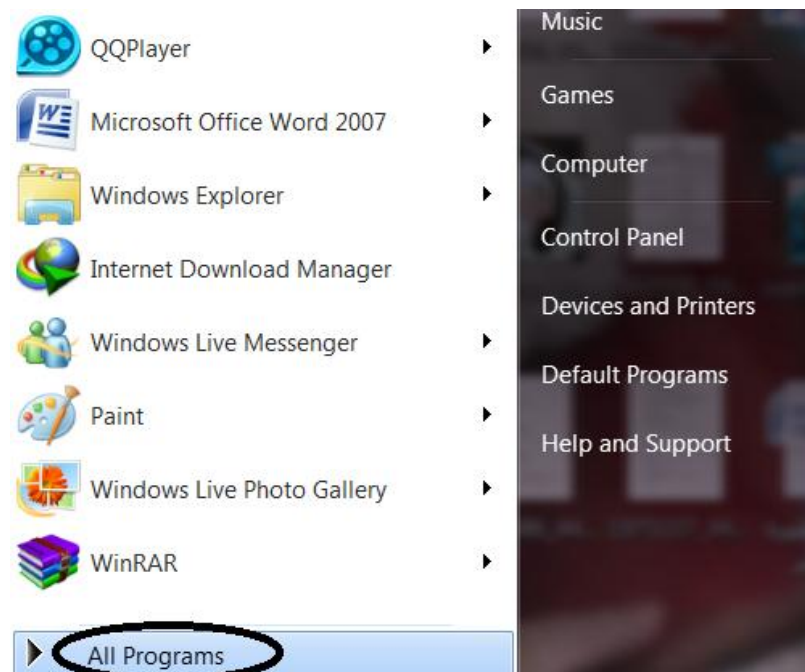 QQPlayer
Microsoft Office Word 2007
Windows Explorer
Internet Download Manager
Windows Live Messenger
Paint
Windows Live Photo Gallery
WinRAR
All Programs
Music
Games
Computer
Control Panel
Devices and Printers
Default Programs
Help and Support